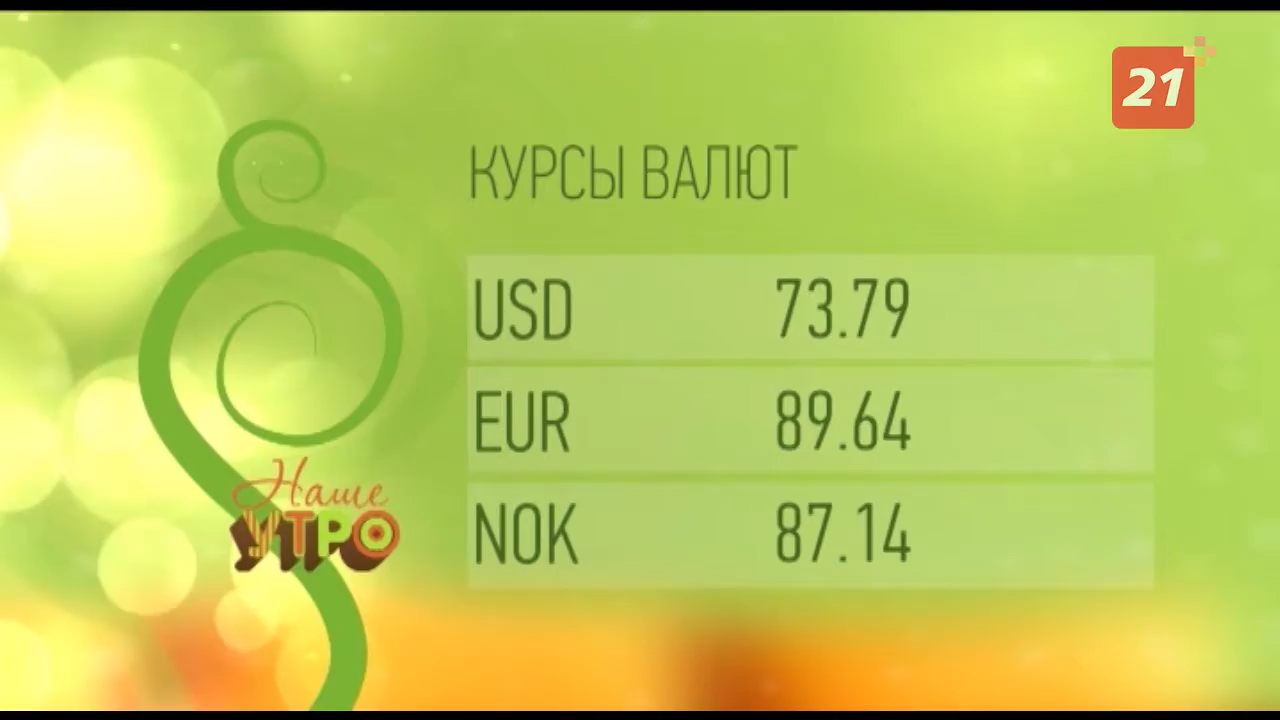 21
КУРСЫ ВАЛЮТ
USD 73.79
EUR 89.64
NOK 87.14
Наше
УТРО